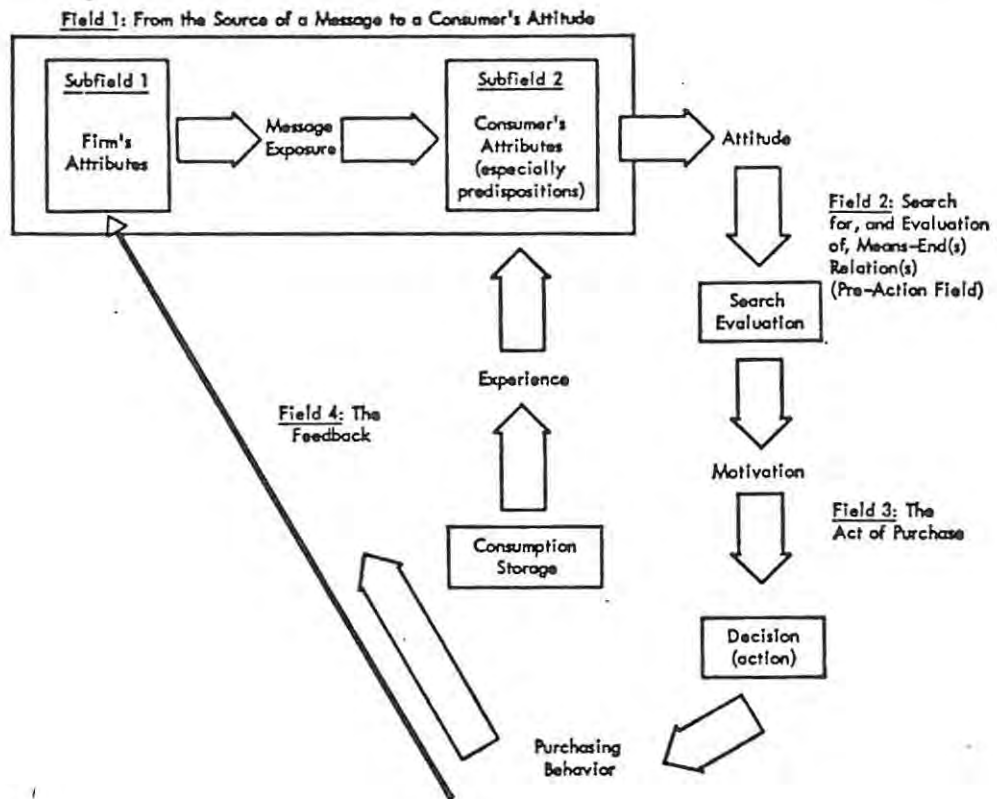 Field 1: From the Source of a Message to a Consumer's Attitude
Subfield 1
Firm's
Attributes
Message
Exposure
Subfield 2
Consumer's
Attributes
(especially
predispositions)
Attitude
Field 2: Search
for, and Evaluation
of, Means-End(s)
Relation(s)
(Pre-Action Field)
Search
Evaluation
Experience
Field 4: The
Feedback
Motivation
Field 3: The
Act of Purchase
Consumption
Storage
Decision
(action)
Purchasing
Behavior